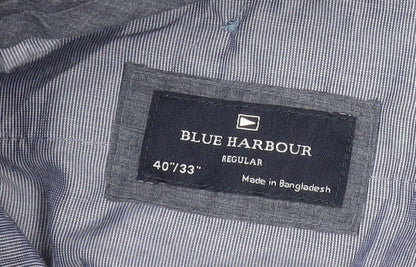 BLUE HARBOUR
REGULAR
40"/33"
Made in Bangladesh